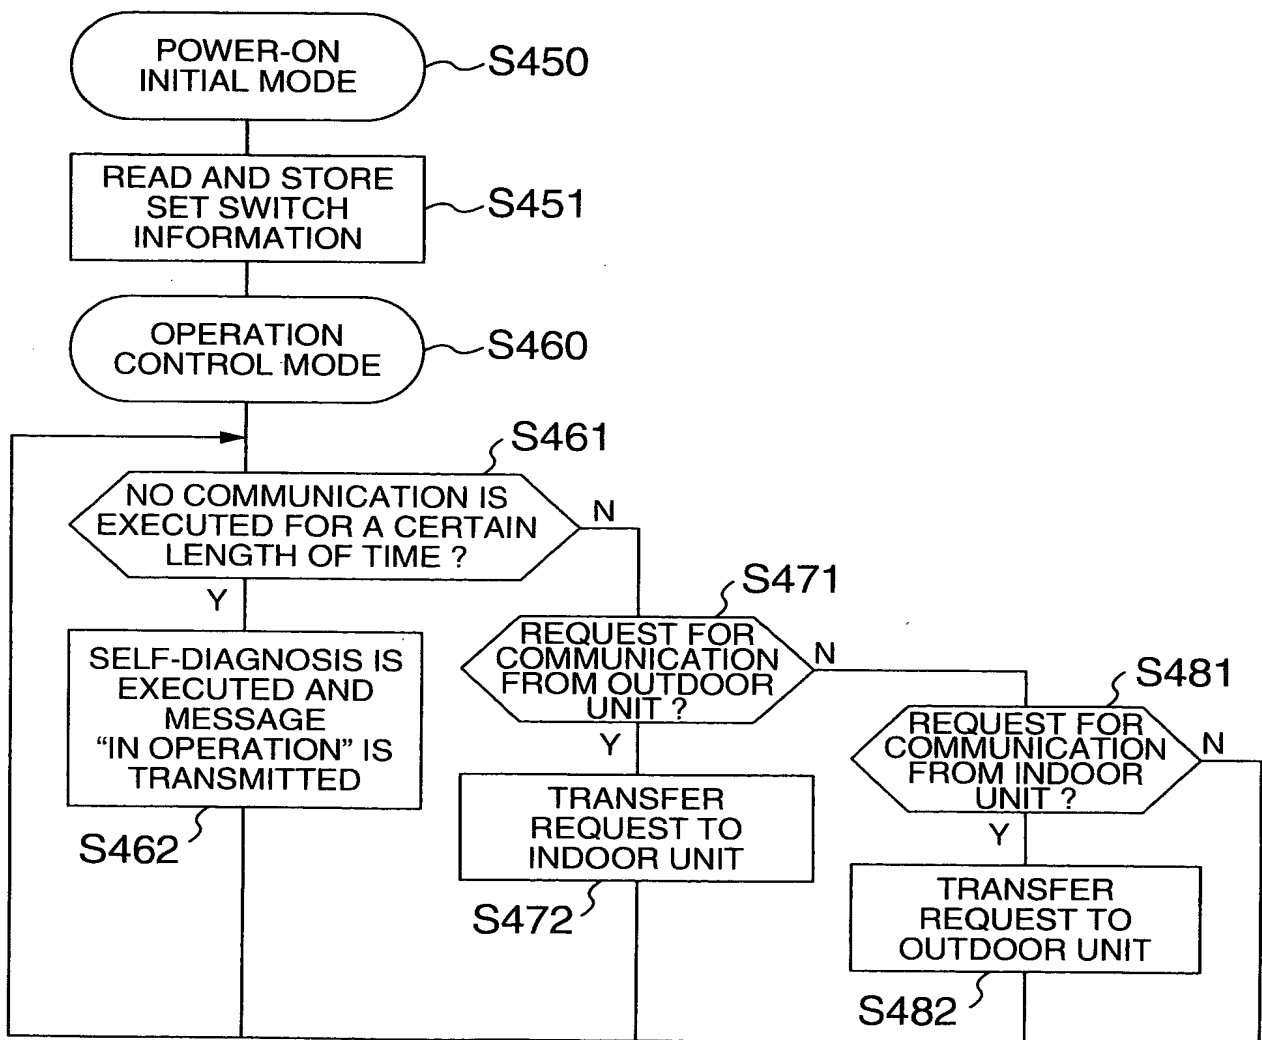 POWER-ON
INITIAL MODE
S450
READ AND STORE
SET SWITCH
INFORMATION
S451
OPERATION
CONTROL MODE
S460
S461
NO COMMUNICATION IS
EXECUTED FOR A CERTAIN
LENGTH OF TIME ?
N
Y
S471
REQUEST FOR
COMMUNICATION
FROM OUTDOOR
UNIT ?
N
Y
S481
REQUEST FOR
COMMUNICATION
FROM INDOOR
UNIT ?
N
Y
SELF-DIAGNOSIS IS
EXECUTED AND
MESSAGE
“IN OPERATION” IS
TRANSMITTED
S462
TRANSFER
REQUEST TO
INDOOR UNIT
S472
TRANSFER
REQUEST TO
OUTDOOR UNIT
S482